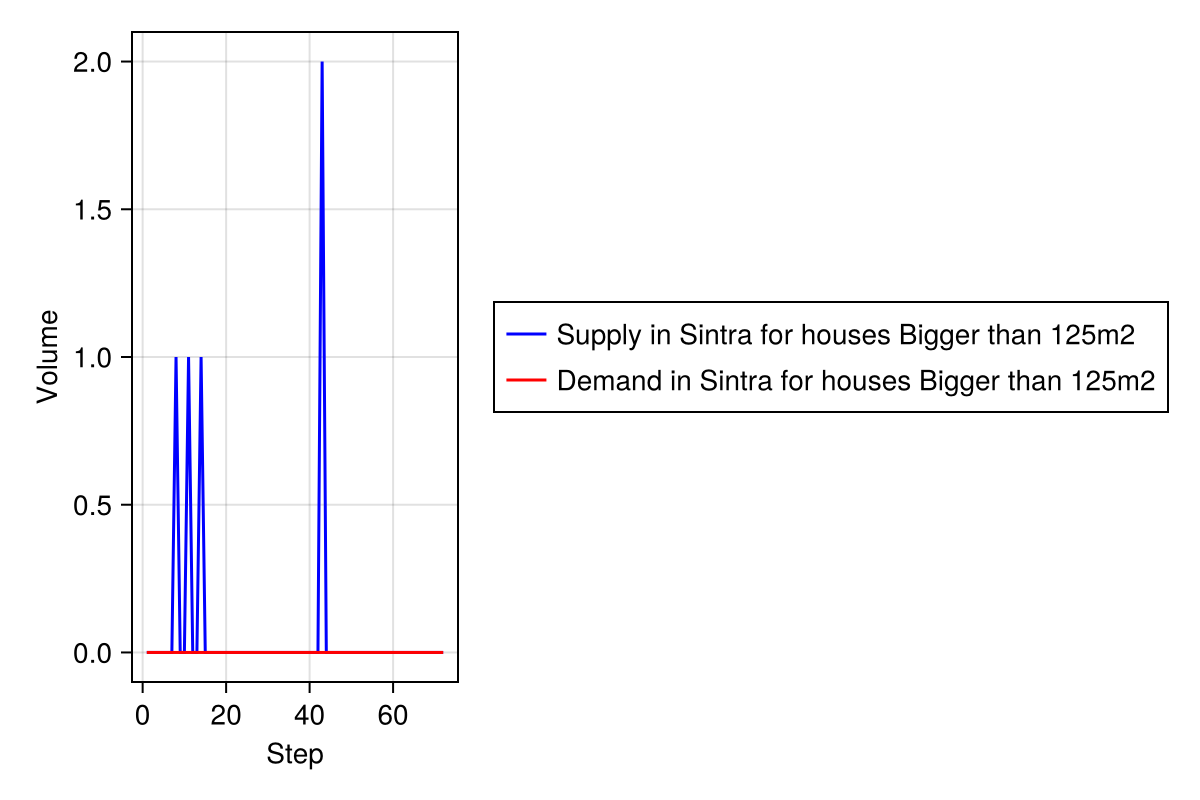 2.0
1.5
1.0
0.5
0.0
Volume
0 20 40 60
Step
Supply in Sintra for houses Bigger than 125m2
Demand in Sintra for houses Bigger than 125m2